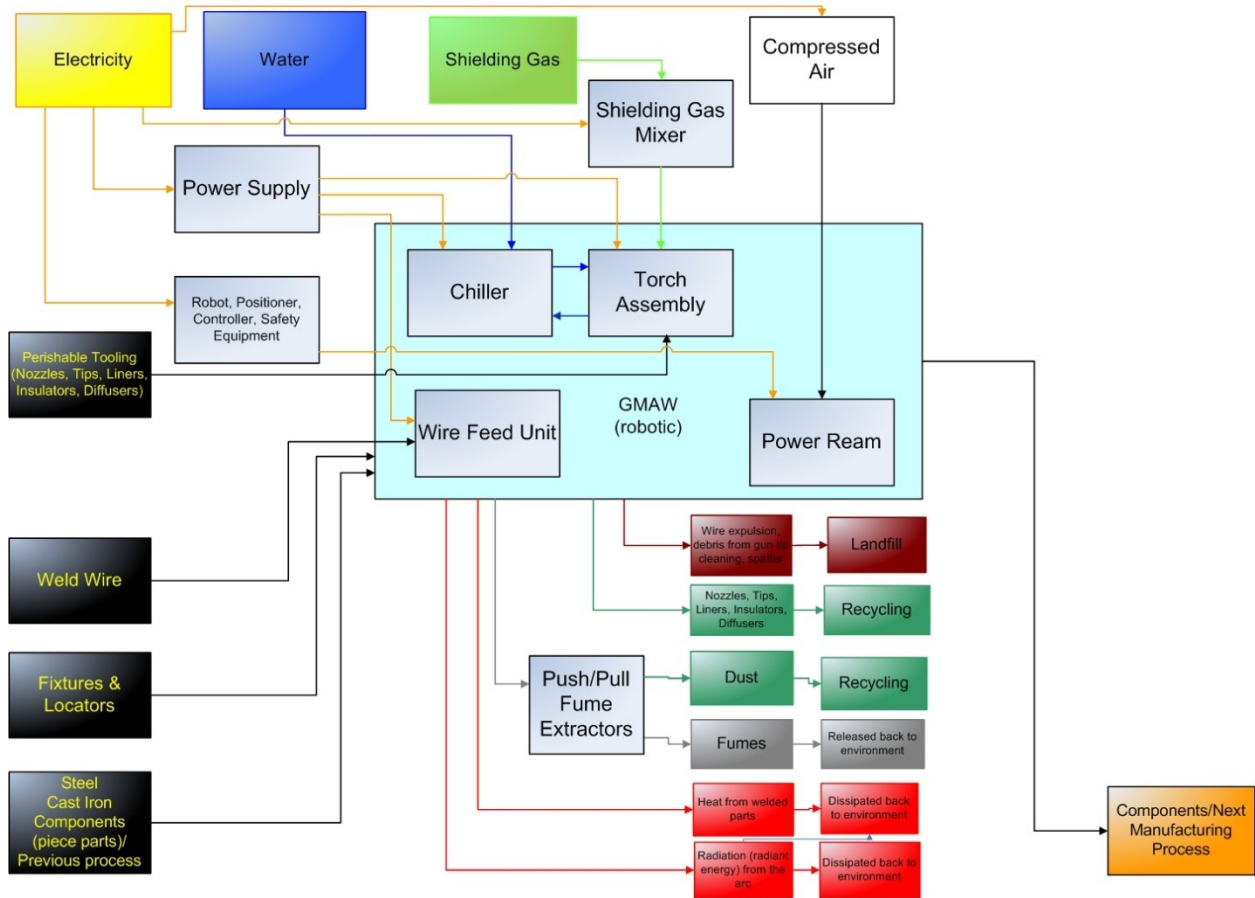 Electricity
Water
Shielding Gas
Compressed
Air
Shielding Gas
Mixer
Power Supply
Chiller
Torch
Assembly
Robot, Positioner,
Controller, Safety
Equipment
Perishable Tooling
(Nozzles, Tips, Liners,
Insulators, Diffusers)
GMAW
(robotic)
Wire Feed Unit
Power Ream
Weld Wire
Wire expulsion,
debris from gun tip
cleaning, spatter
Landfill
Nozzles, Tips,
Liners, Insulators,
Diffusers
Recycling
Fixtures &
Locators
Push/Pull
Fume
Extractors
Dust
Recycling
Fumes
Released back to
environment
Steel
Cast Iron
Components
(piece parts)/
Previous process
Heat from welded
parts
Dissipated back
to environment
Radiation (radiant
energy) from the
arc
Dissipated back to
environment
Components/Next
Manufacturing
Process